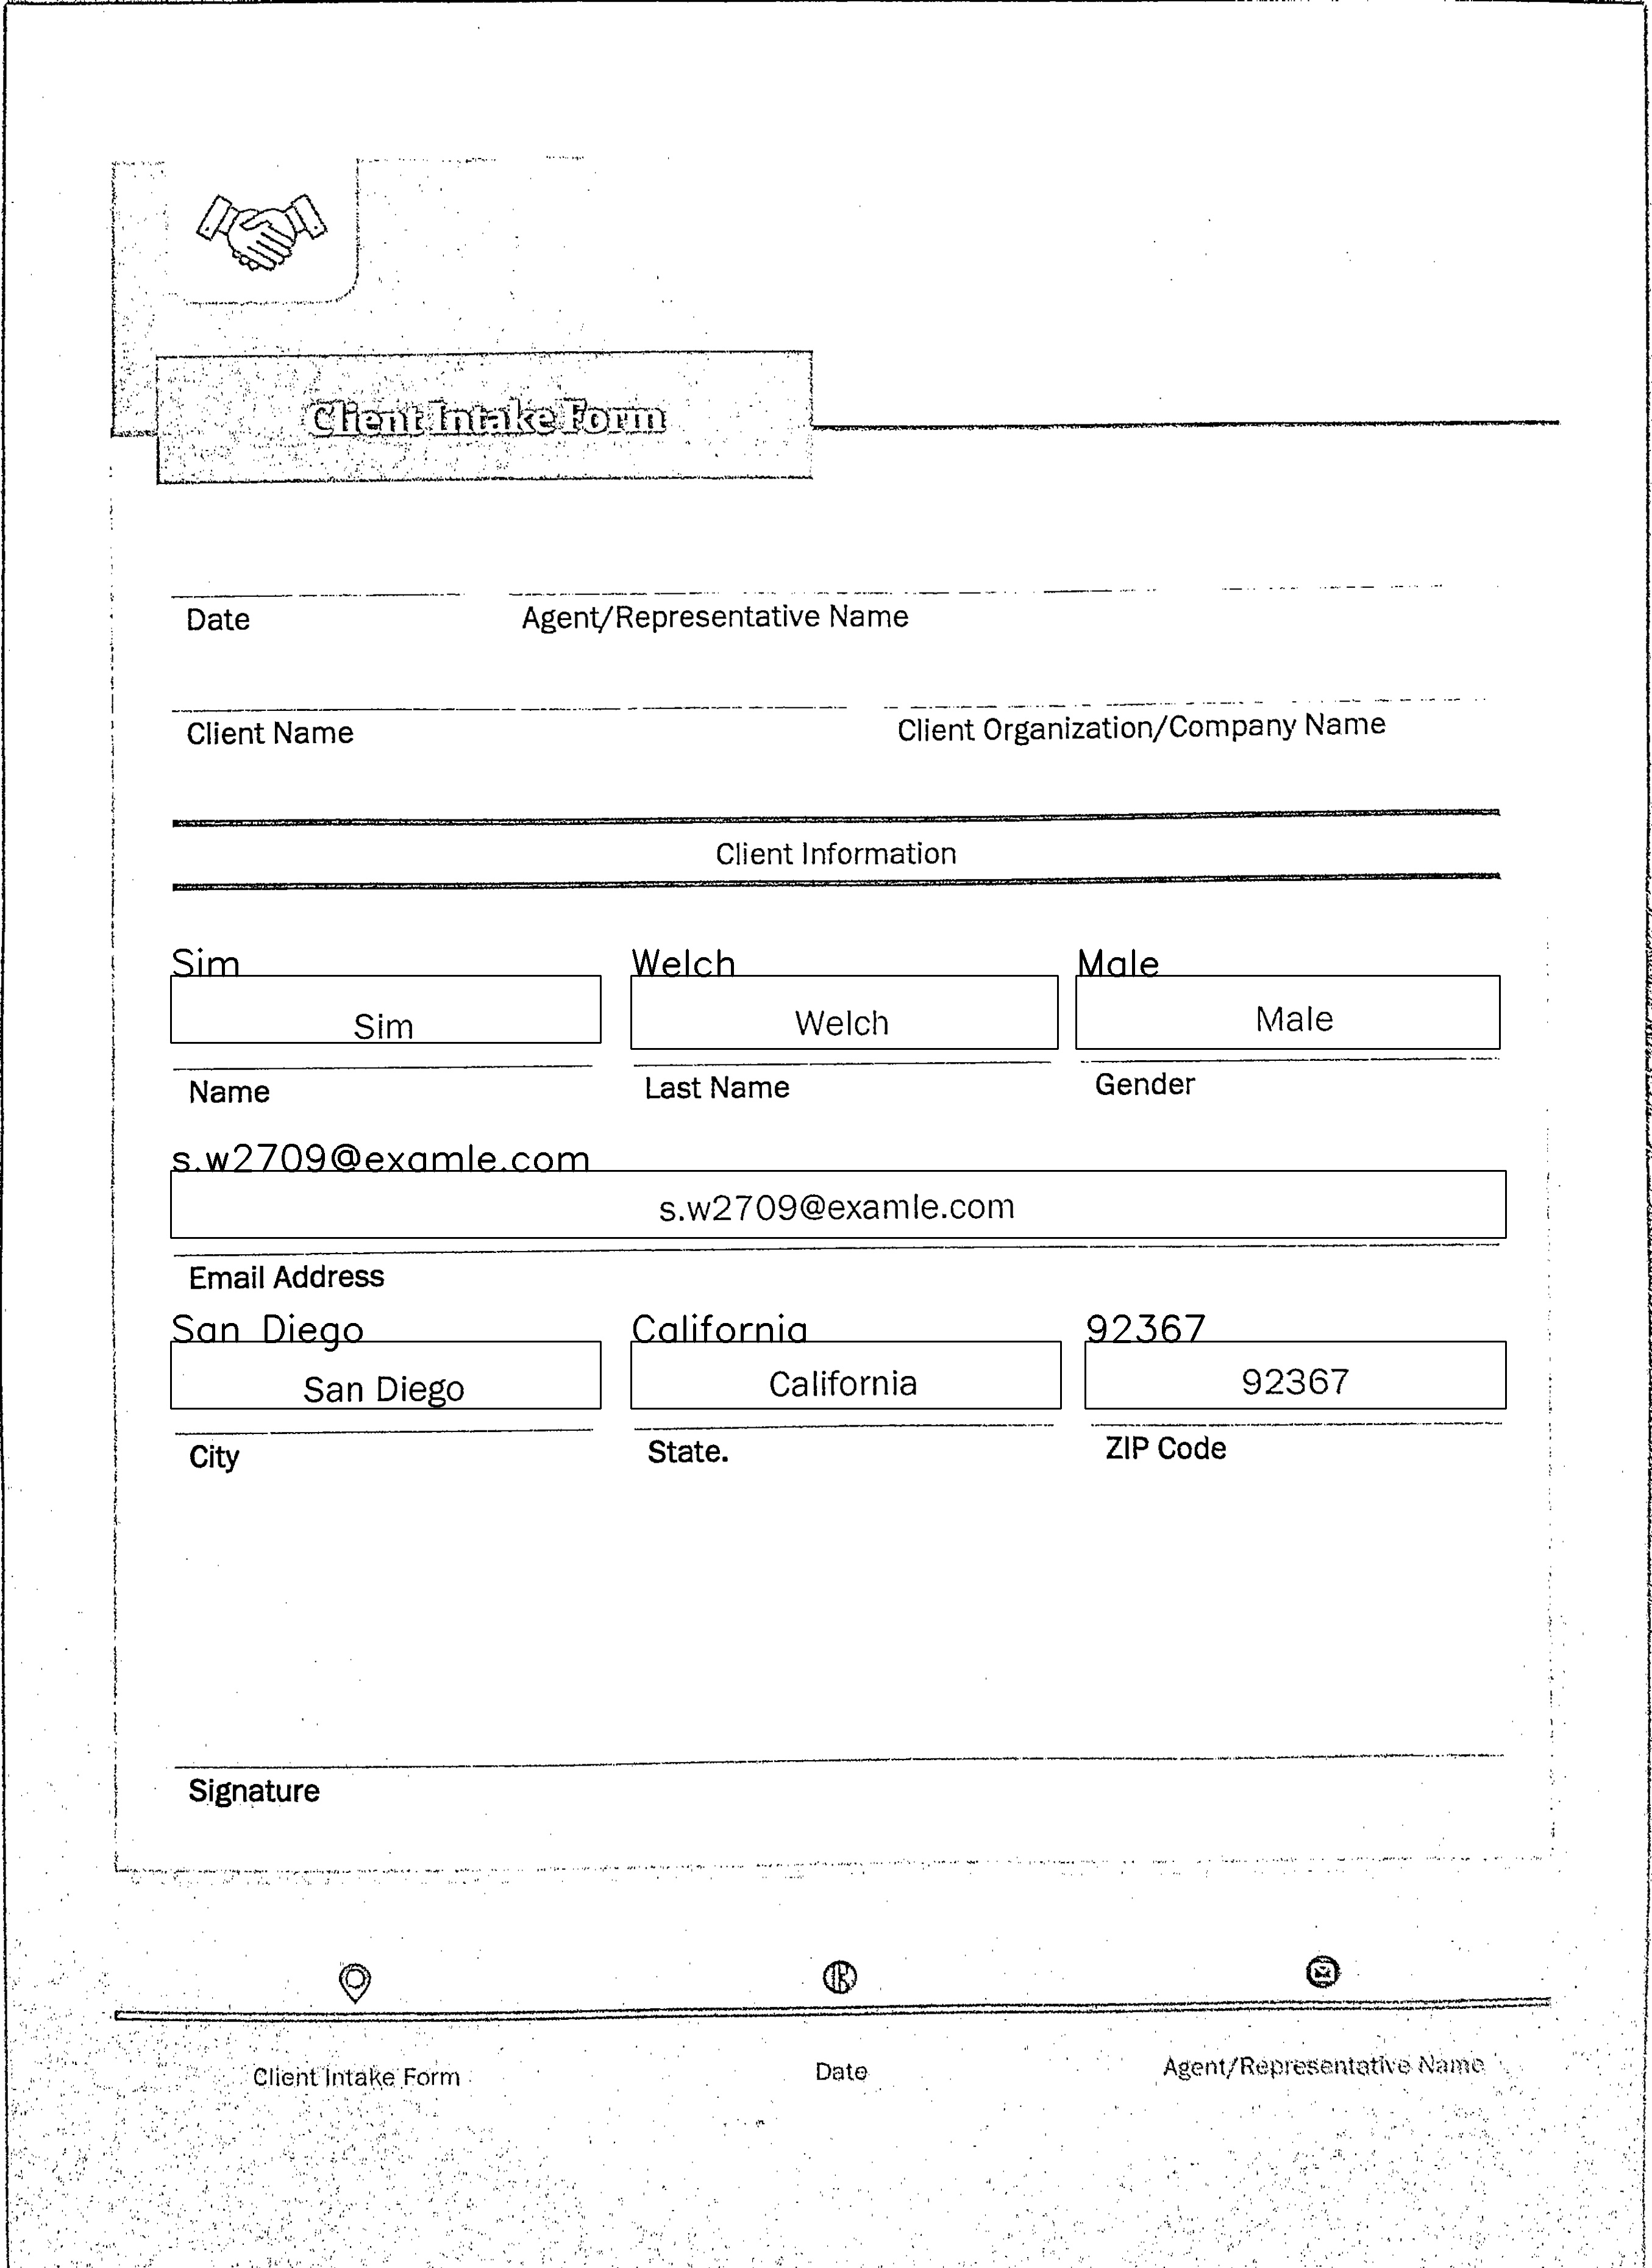 Client Intake Form
Date Agent/Representative Name
Client Name Client Organization/Company Name
Client Information
Sim Welch Male
Sim Welch Male
Name Last Name Gender
s.w2709@examle.com
s.w2709@examle.com
Email Address
San Diego California 92367
San Diego California 92367
City State. ZIP Code
Signature
Client Intake Form Date Agent/Representative Name